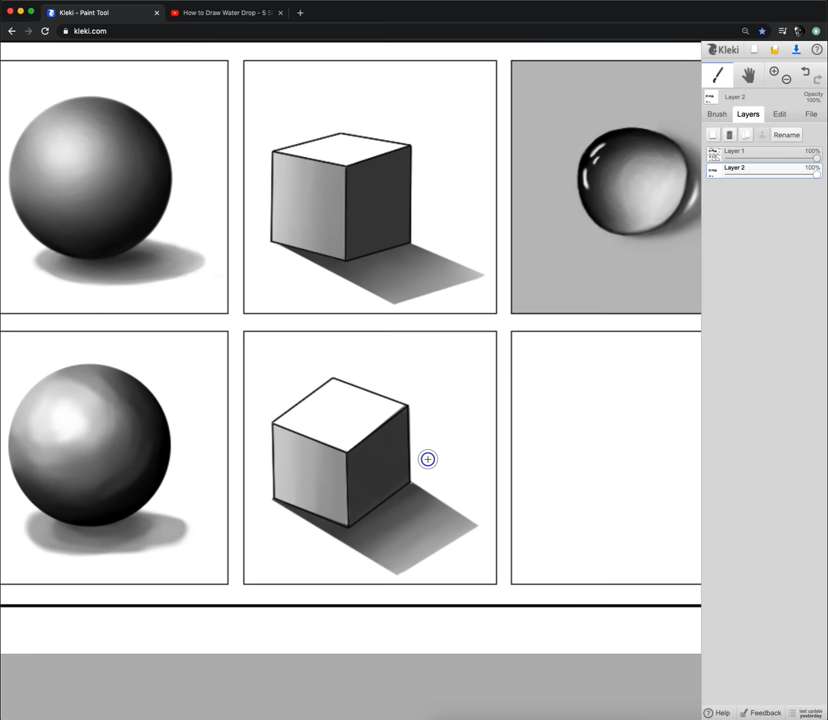 Kleki - Paint Tool
How to Draw Water Drop - 5 S
kleki.com
Kleki
Layer 2
Opacity
100%
Brush
Layers
Edit
File
Rename
Layer 1
100%
Layer 2
100%
Help
Feedback
last update
yesterday